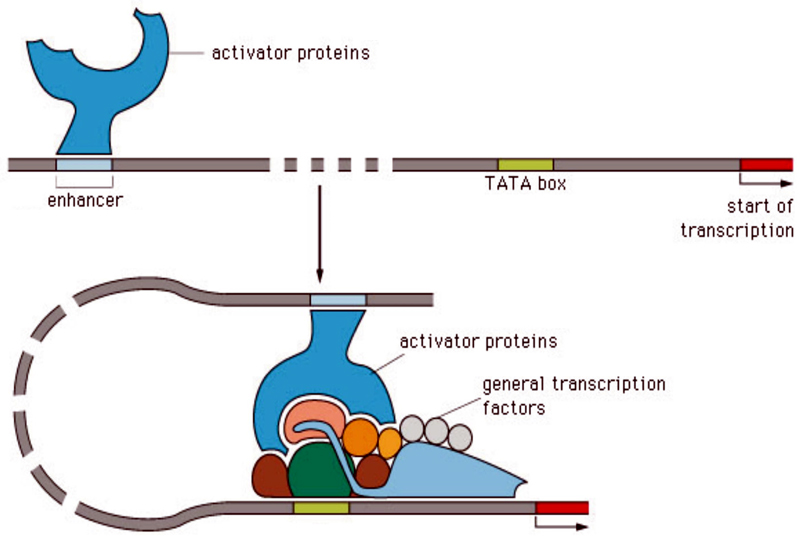 activator proteins
TATA box
enhancer
start of
transcription
activator proteins
general transcription
factors